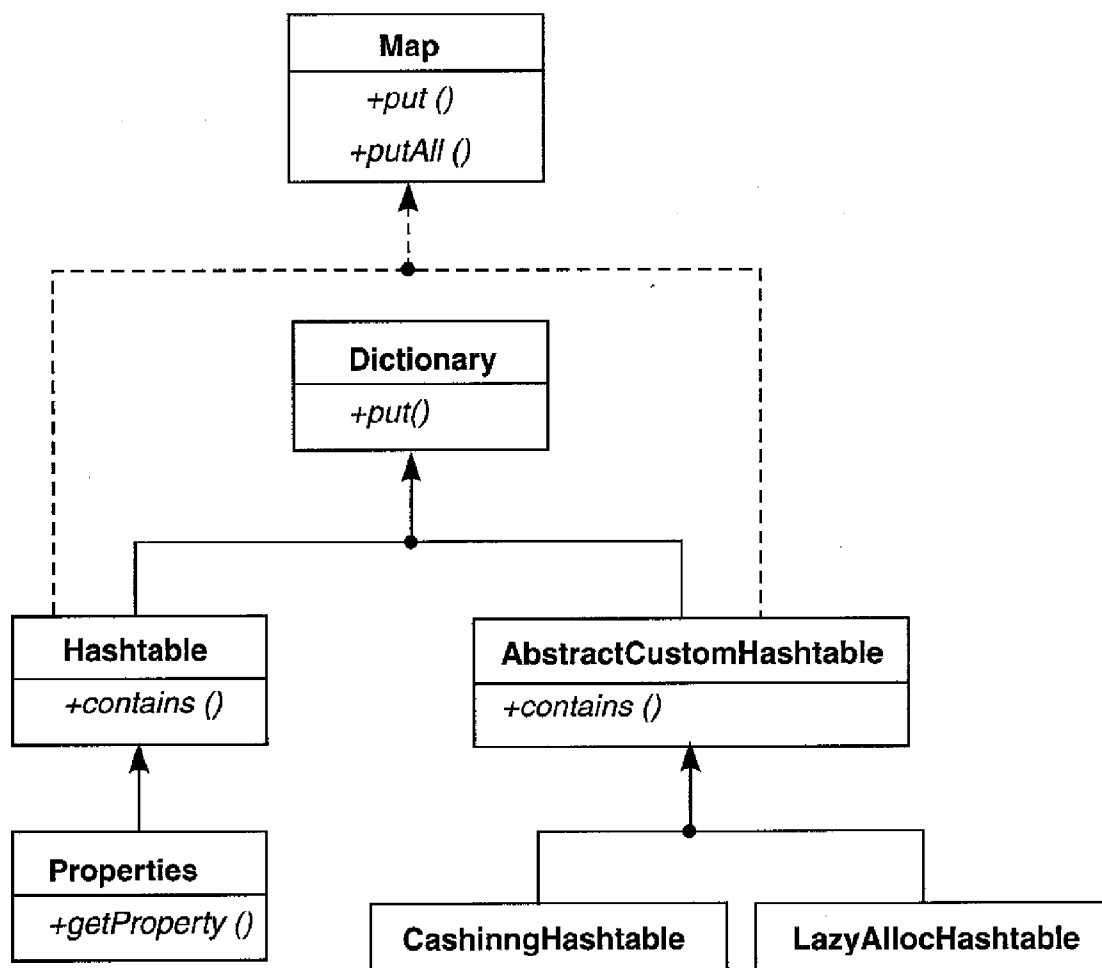 Map
+put ()
+putAll ()
Dictionary
+put()
Hashtable
+contains ()
AbstractCustomHashtable
+contains ()
Properties
+getProperty ()
CashinngHashtable
LazyAllocHashtable